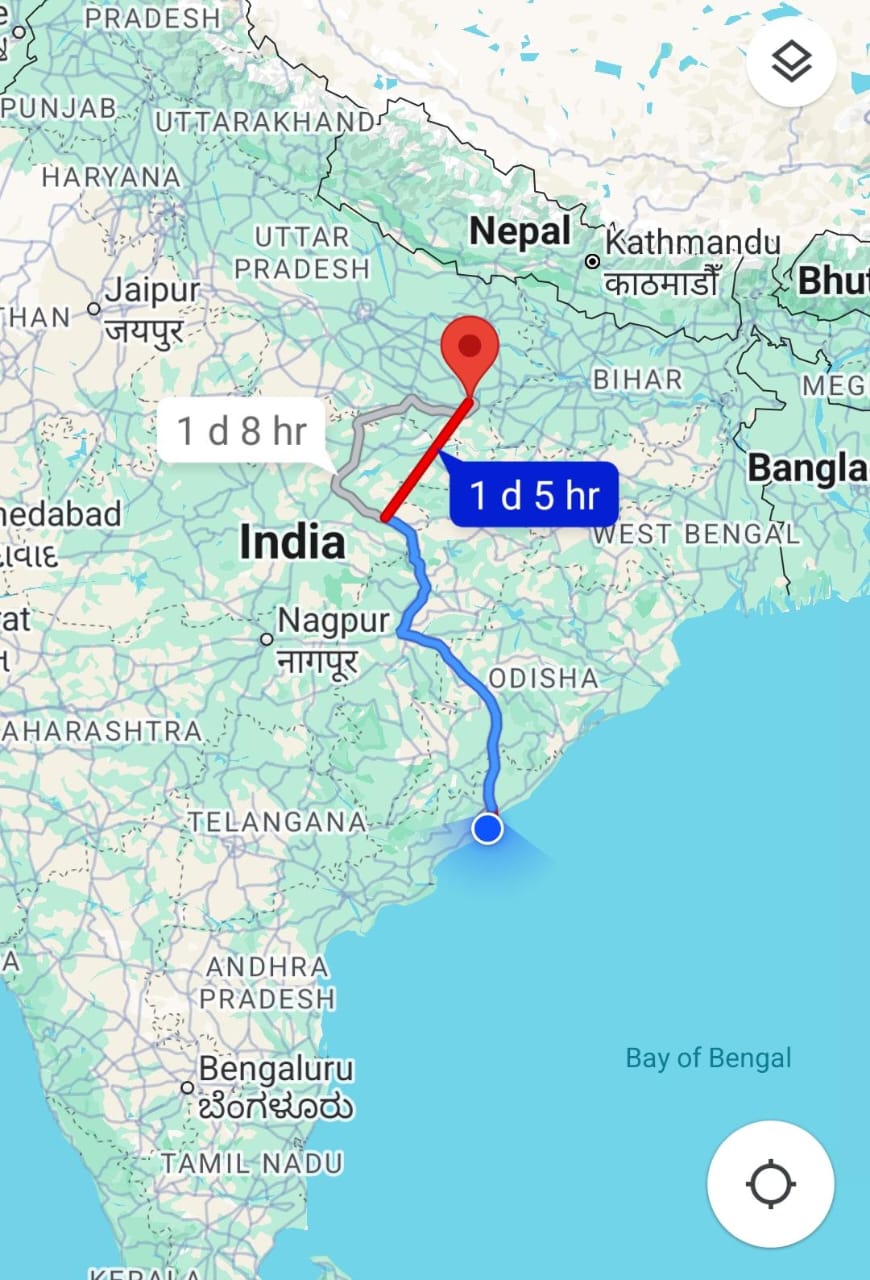 PRADESH
PUNJAB
UTTARAKHAND
HARYANA
UTTAR
PRADESH
Nepal
Kathmandu
काठमाडौँ
Bhut
Jaipur
जयपुर
THAN
BIHAR
MEG
1 d 8 hr
1 d 5 hr
Bangla
nedabad
India
WEST BENGAL
rat
Nagpur
नागपूर
ODISHA
AHARASHTRA
TELANGANA
A
ANDHRA
PRADESH
Bay of Bengal
Bengaluru
ಬೆಂಗಳೂರು
TAMIL NADU
KERALA